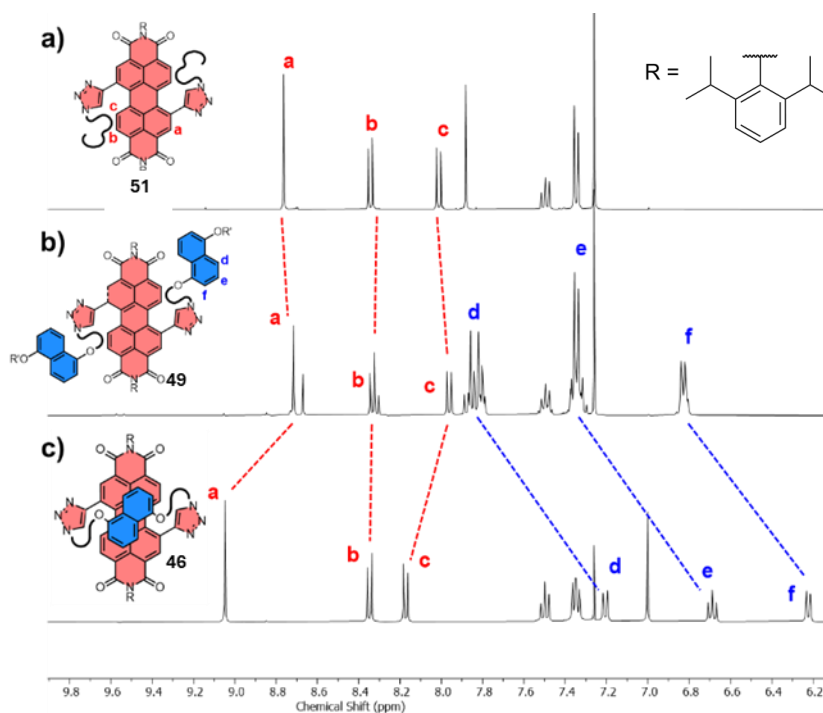 a)
R
O N O
N
N
N
N
N
N
c
b
a
O N O
R
51
a
b
c
R =
b)
R
O N O
OR'
d
e
f
O
N
N
N
N
N
N
O
R'O
O N O
R
49
a
b
c
d
e
f
c)
R
O N O
N
N
N
O
O
N
N
N
O N O
R
46
a
b
c
d
e
f
9.8 9.6 9.4 9.2 9.0 8.8 8.6 8.4 8.2 8.0 7.8 7.6 7.4 7.2 7.0 6.8 6.6 6.4 6.2
Chemical Shift (ppm)